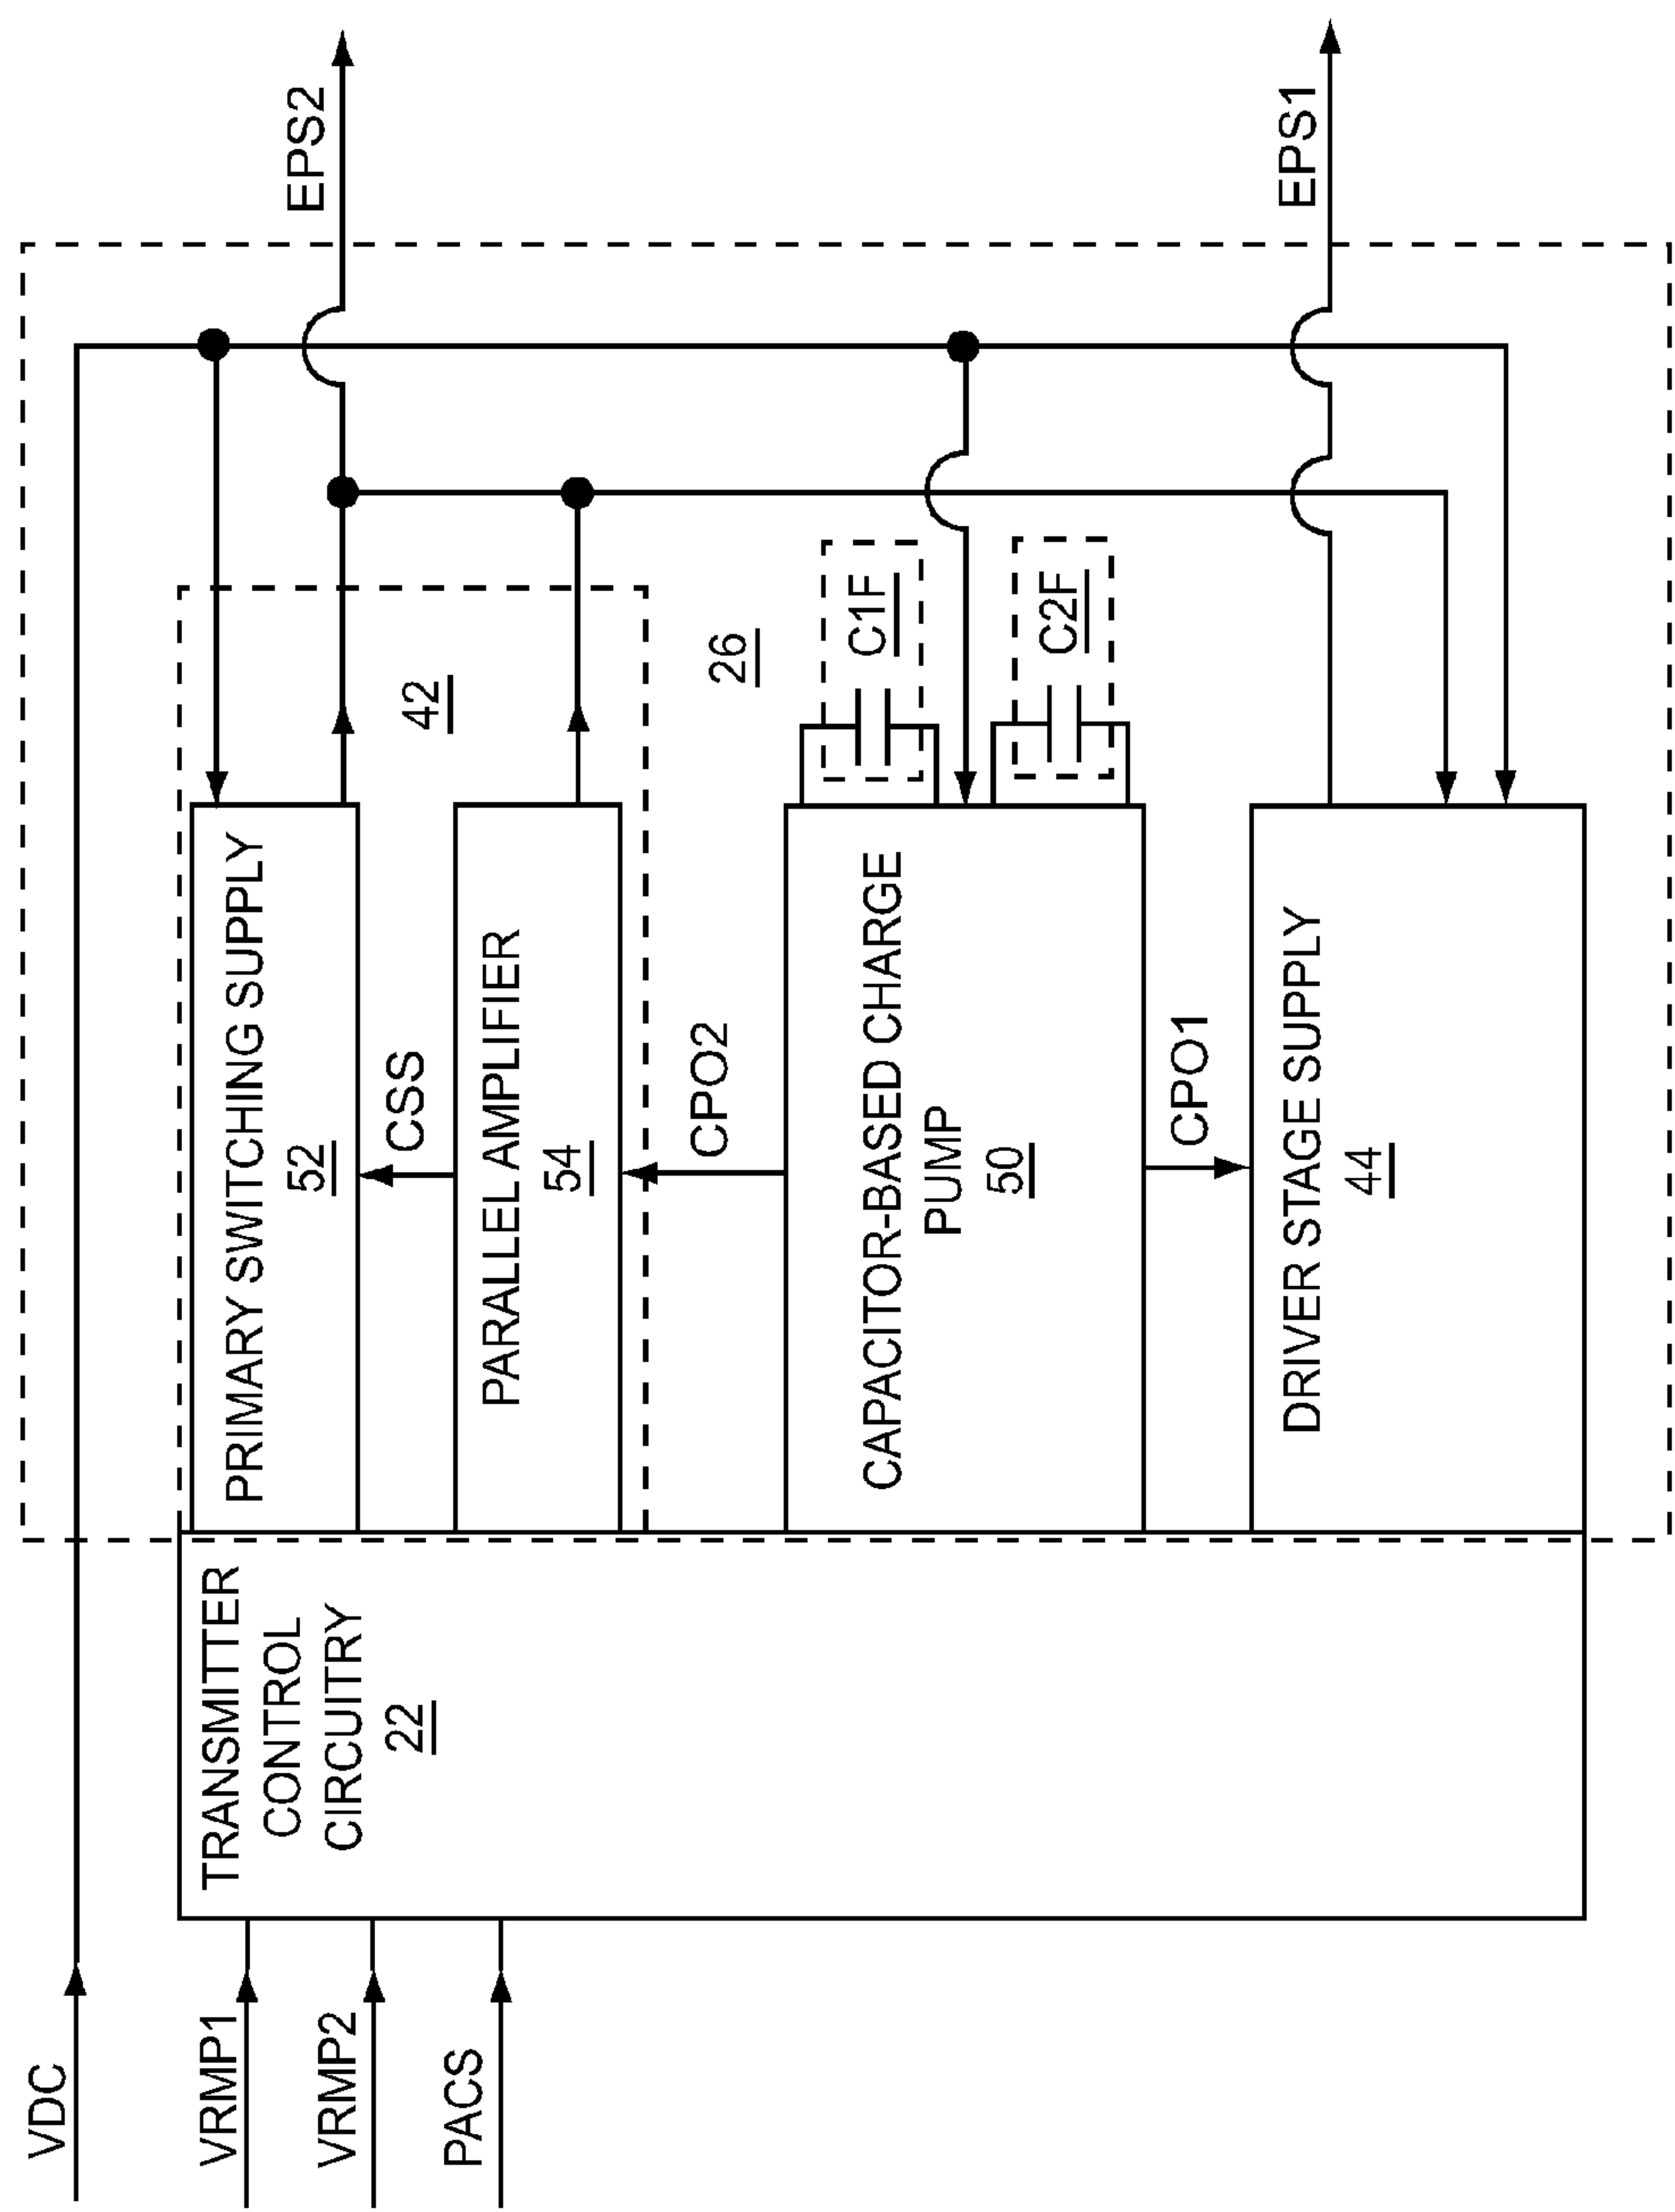 VDC
VRMP1
VRMP2
PACS
TRANSMITTER
CONTROL
CIRCUITRY
22
PRIMARY SWITCHING SUPPLY
52
42
EPS2
CSS
PARALLEL AMPLIFIER
54
CPO2
26
CAPACITOR-BASED CHARGE
PUMP
50
C1F
C2F
CPO1
DRIVER STAGE SUPPLY
44
EPS1